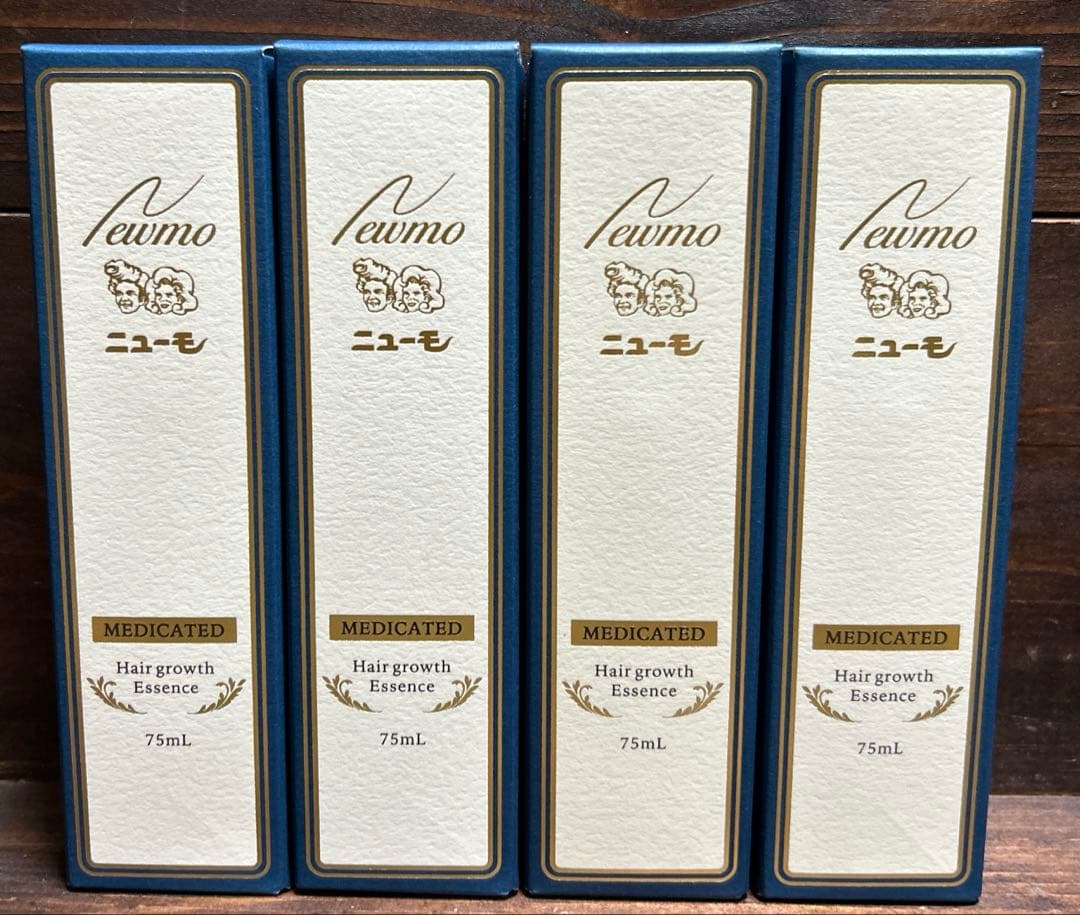 Newmo
ニューモ
MEDICATED
Hair growth
Essence
75mL
Newmo
ニューモ
MEDICATED
Hair growth
Essence
75mL
Newmo
ニューモ
MEDICATED
Hair growth
Essence
75mL
Newmo
ニューモ
MEDICATED
Hair growth
Essence
75mL